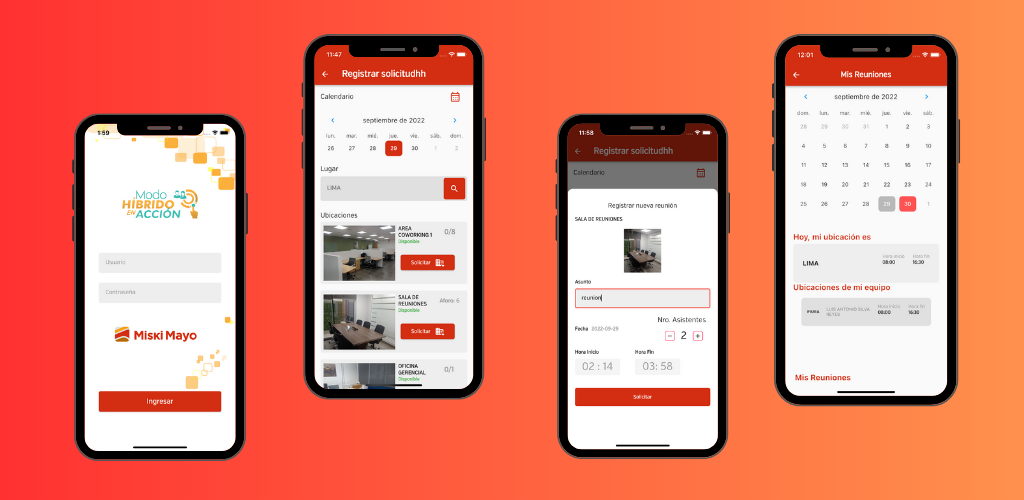 1:59
Modo
HÍBRIDO
EN ACCIÓN
Usuario
Contraseña
Miski Mayo
Ingresar
11:47
Registrar solicitudhh
Calendario
septiembre de 2022
lun. mar. mié. jue. vie. sáb. dom.
26 27 28 29 30 1 2
Lugar
LIMA
Ubicaciones
AREA
COWORKING 1
0/8
Disponible
Solicitar
SALA DE
REUNIONES
Aforo: 6
Disponible
Solicitar
OFICINA
GERENCIAL
0/1
Disponible
11:58
Registrar solicitudhh
Calendario
Registrar nueva reunión
SALA DE REUNIONES
Asunto
reunion
Nro. Asistentes
Fecha 2022-09-29
2
Hora Inicio Hora Fin
02 : 14 03: 58
Solicitar
12:01
Mis Reuniones
septiembre de 2022
dom. lun. mar. mié. jue. vie. sáb.
28 29 30 31 1 2 3
4 5 6 7 8 9 10
11 12 13 14 15 16 17
18 19 20 21 22 23 24
25 26 27 28 29 30 1
Hoy, mi ubicación es
LIMA
Hora Inicio Hora fin
08:00 16:30
Ubicaciones de mi equipo
PIURA
LUIS ANTONIO SILVA
REYES
Hora Inicio Hora fin
08:00 16:30
Mis Reuniones